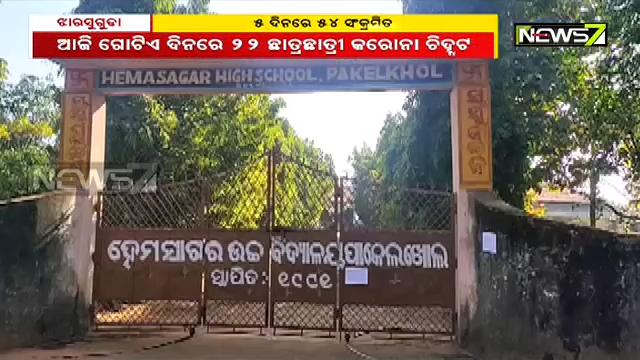 ଝାରସୁଗୁଡା
୫ ଦିନରେ ୫୪ ସଂକ୍ରମିତ
ଆଜି ଗୋଟିଏ ଦିନରେ ୨୨ ଛାତ୍ରଛାତ୍ରୀ କରୋନା ଚିହ୍ନଟ
NEWS7
HEMASAGAR HIGH SCHOOL, PAKELKHOL
NEWS7
ହେମସାଗର ଉଚ୍ଚ ବିଦ୍ୟାଳୟ ପାକେଲଖୋଲ
ସ୍ଥାପିତ: ୧୯୯୧